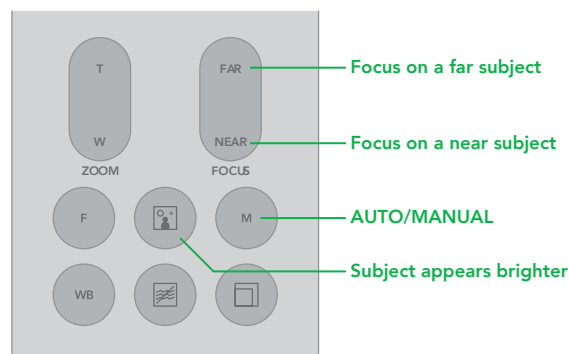 T
FAR
Focus on a far subject
W
NEAR
Focus on a near subject
ZOOM
FOCUS
F
M
AUTO/MANUAL
Subject appears brighter
WB